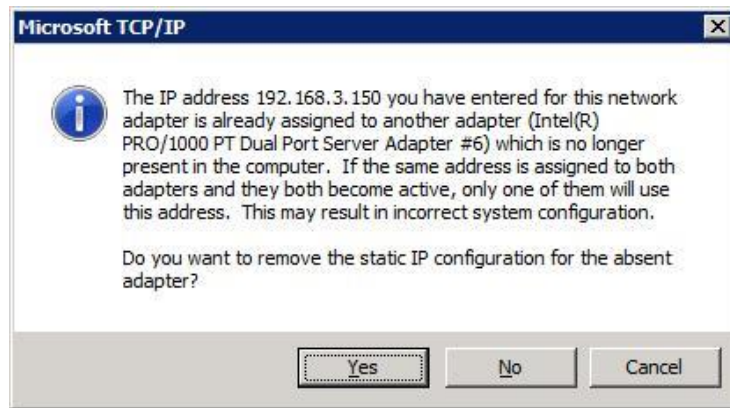 Microsoft TCP/IP
The IP address 192.168.3.150 you have entered for this network
adapter is already assigned to another adapter (Intel(R)
PRO/1000 PT Dual Port Server Adapter #6) which is no longer
present in the computer. If the same address is assigned to both
adapters and they both become active, only one of them will use
this address. This may result in incorrect system configuration.
Do you want to remove the static IP configuration for the absent
adapter?
Yes
No
Cancel